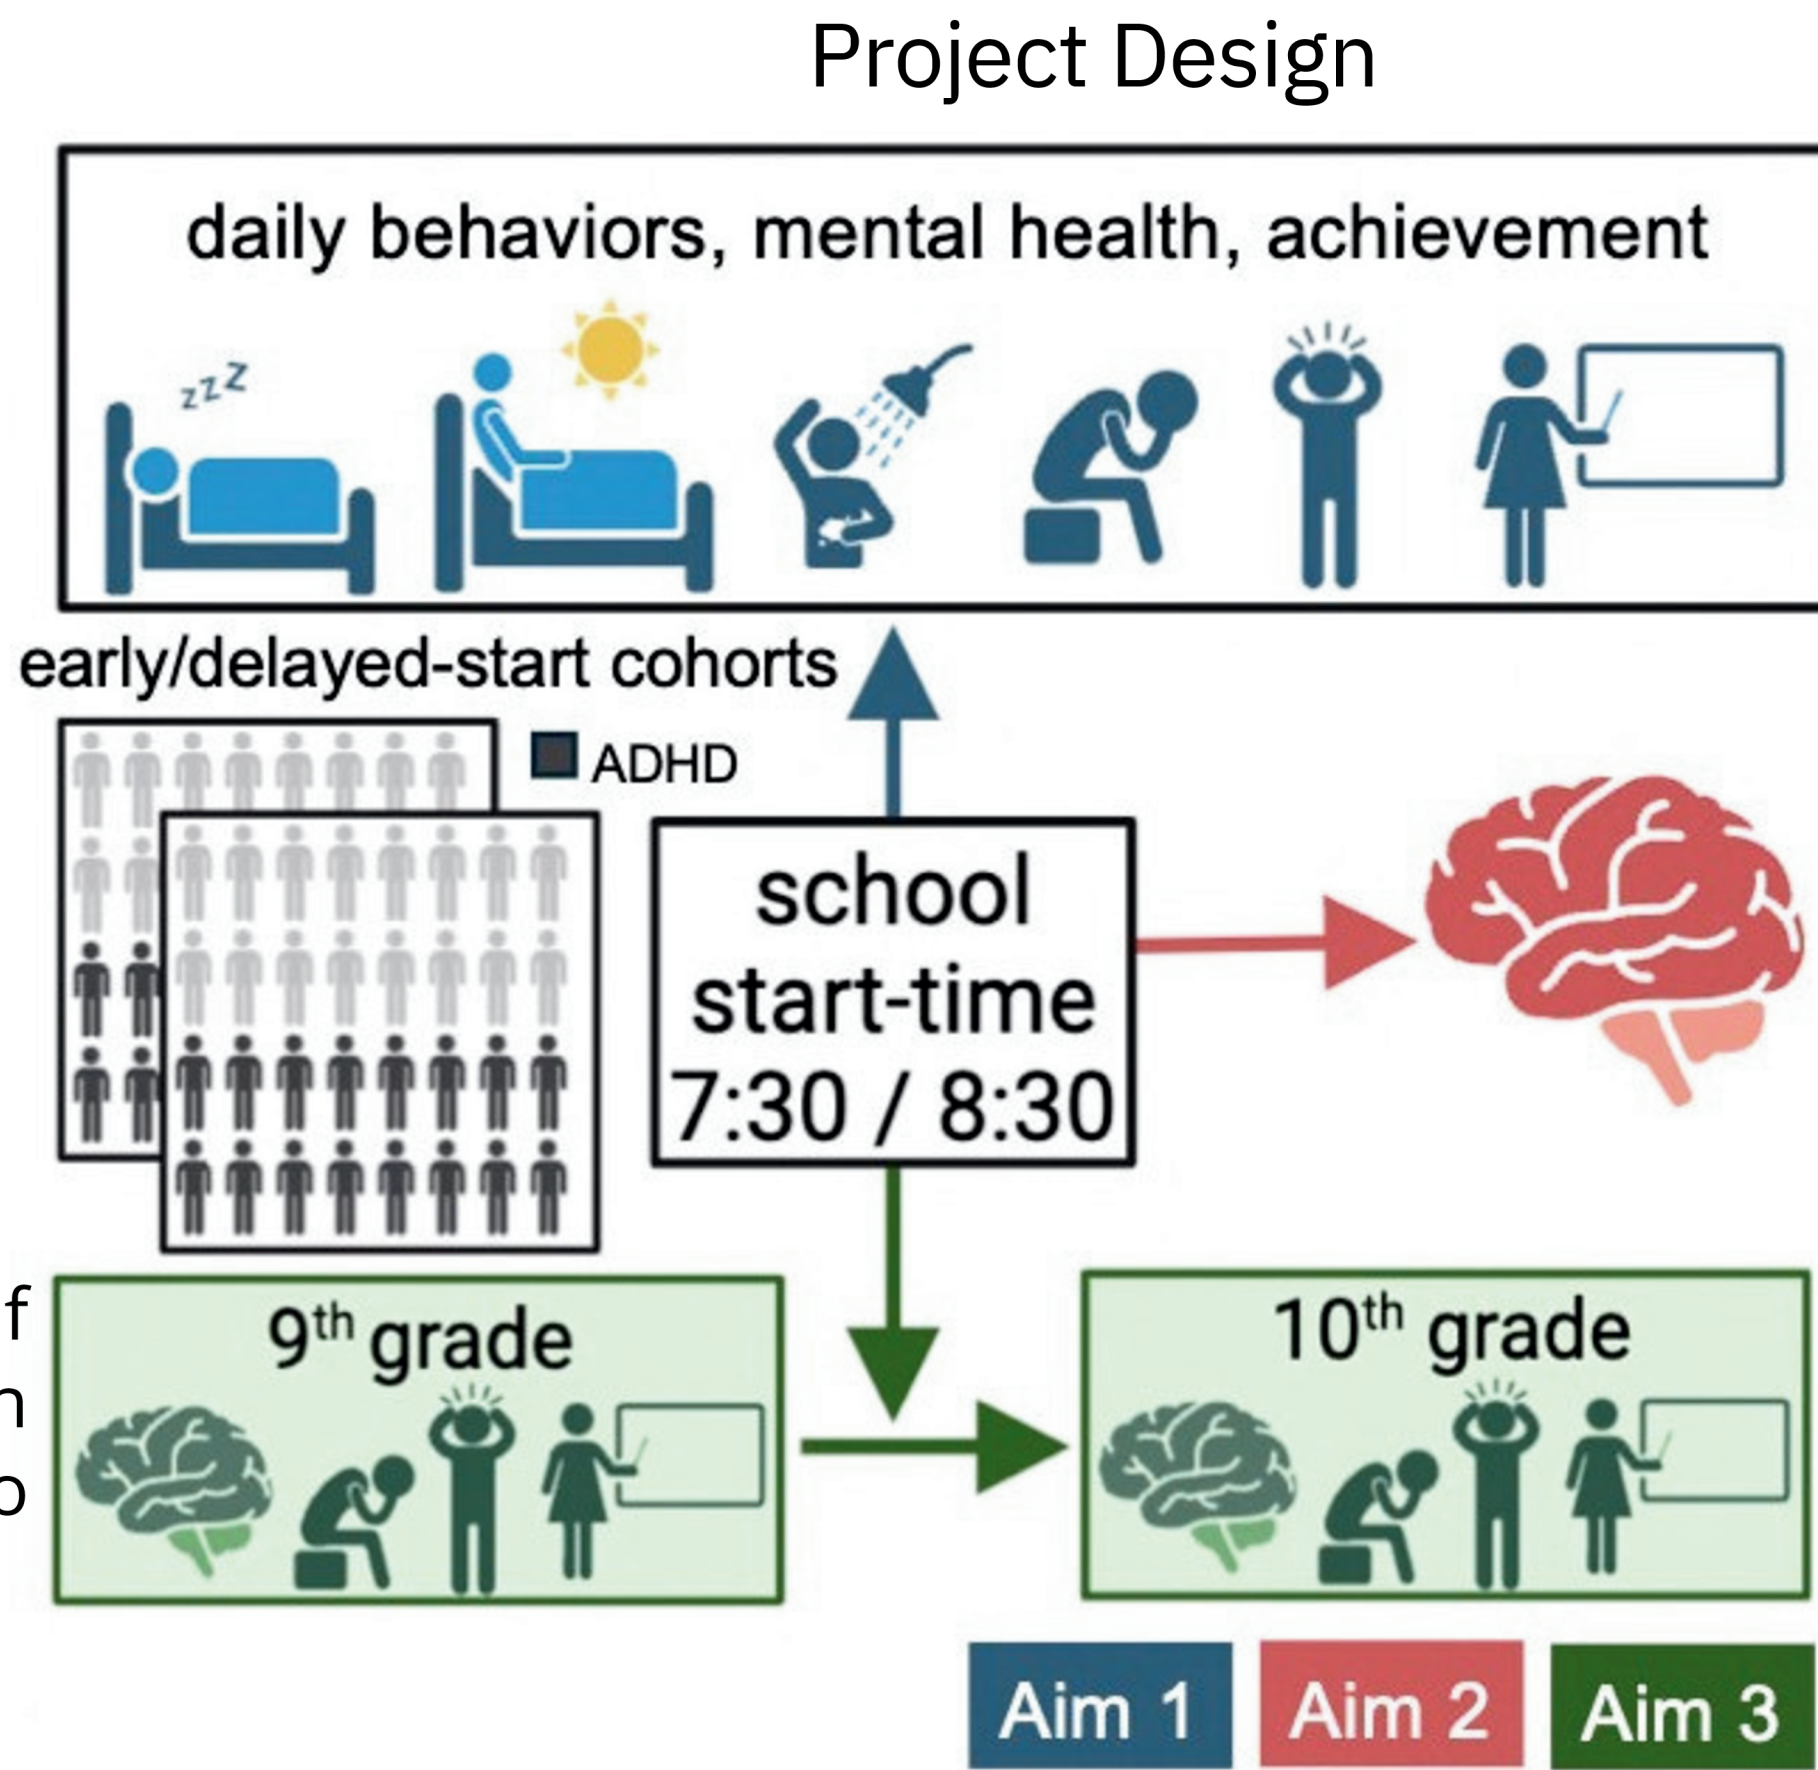 Project Design
daily behaviors, mental health, achievement
zzZ
early/delayed-start cohorts
ADHD
school
start-time
7:30 / 8:30
f
n
o
9th grade
10th grade
Aim 1
Aim 2
Aim 3